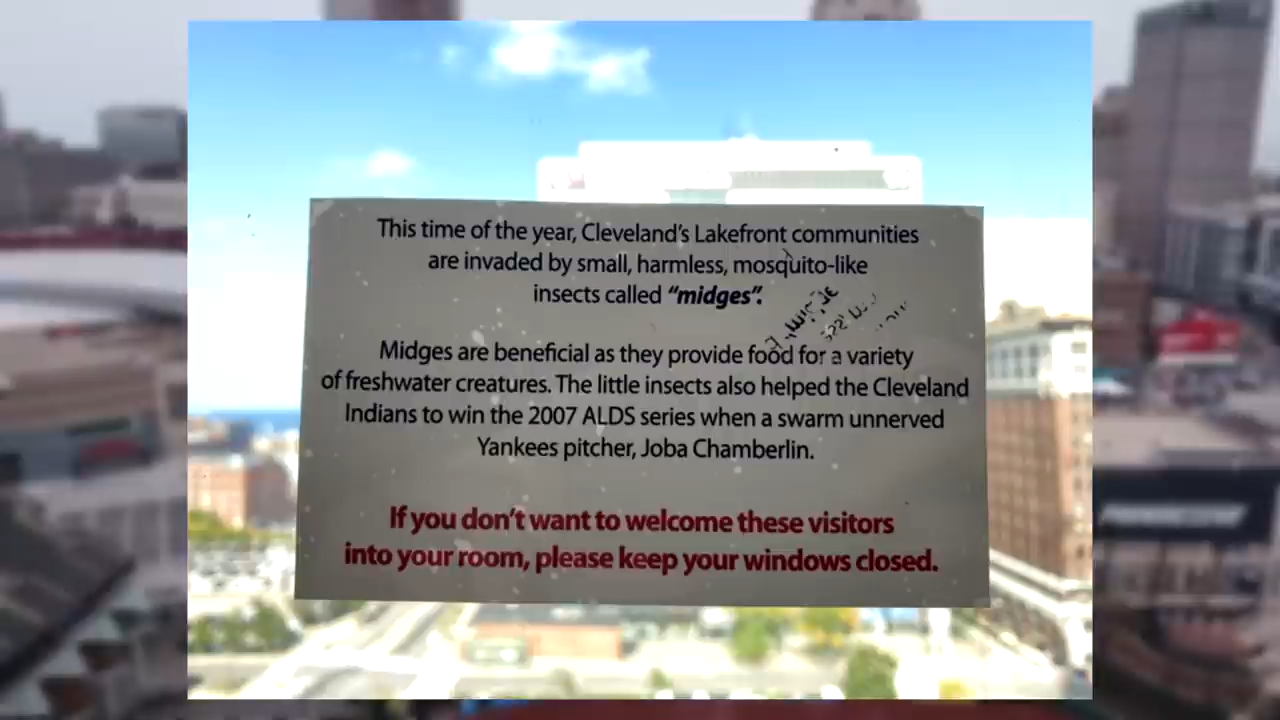 This time of the year, Cleveland's Lakefront communities
are invaded by small, harmless, mosquito-like
insects called "midges".
Midges are beneficial as they provide food for a variety
of freshwater creatures. The little insects also helped the Cleveland
Indians to win the 2007 ALDS series when a swarm unnerved
Yankees pitcher, Joba Chamberlin.
If you don't want to welcome these visitors
into your room, please keep your windows closed.